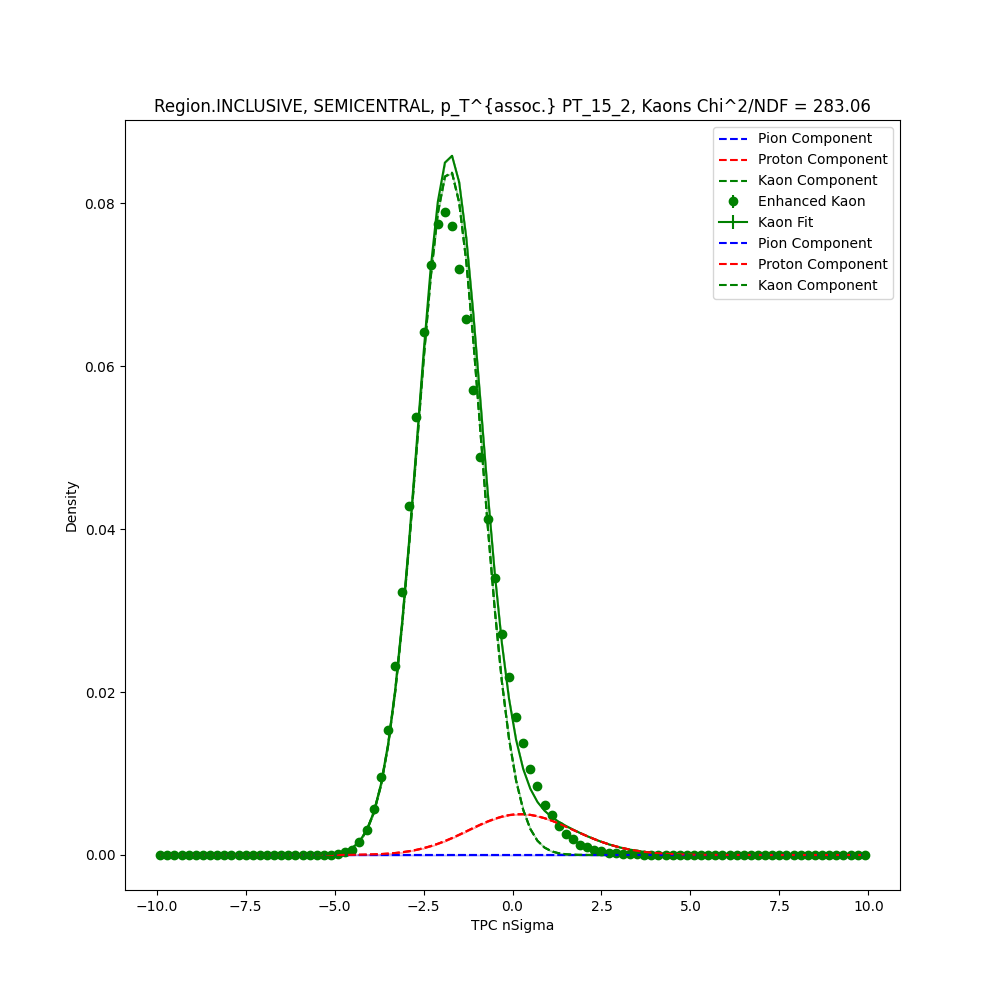 Region.INCLUSIVE, SEMICENTRAL, p_T^{assoc.} PT_15_2, Kaons Chi^2/NDF = 283.06
Pion Component
Proton Component
Kaon Component
Enhanced Kaon
Kaon Fit
Pion Component
Proton Component
Kaon Component
Density
0.08
0.06
0.04
0.02
0.00
−10.0 −7.5 −5.0 −2.5 0.0 2.5 5.0 7.5 10.0
TPC nSigma